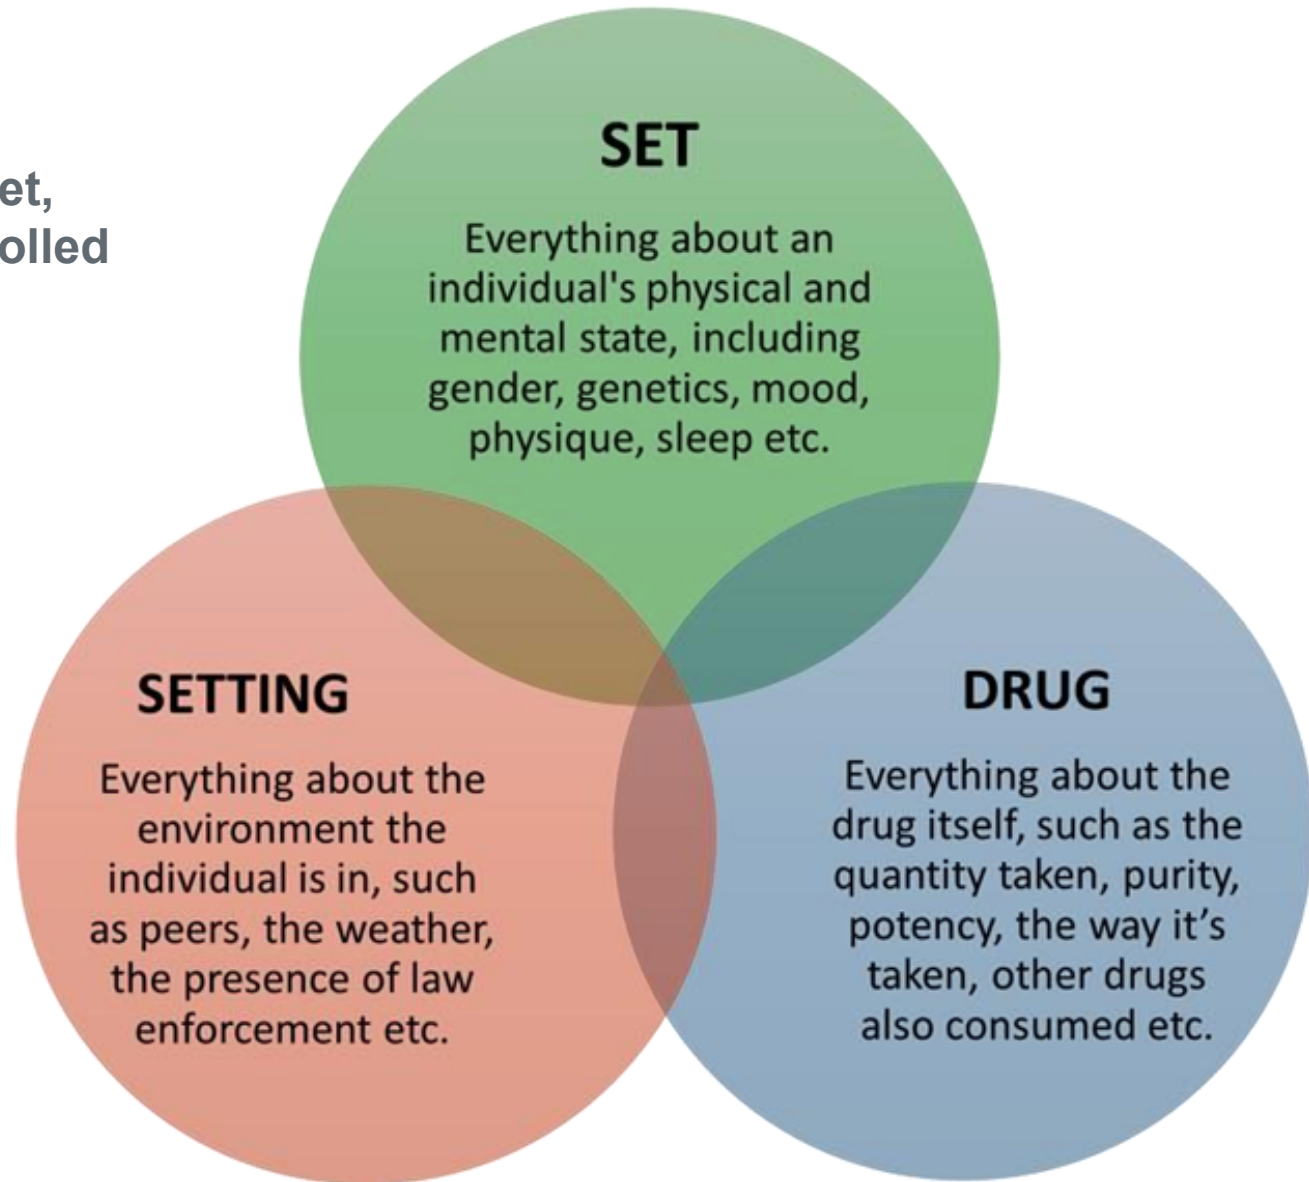 et,
olled
SET
Everything about an
individual's physical and
mental state, including
gender, genetics, mood,
physique, sleep etc.
SETTING
Everything about the
environment the
individual is in, such
as peers, the weather,
the presence of law
enforcement etc.
DRUG
Everything about the
drug itself, such as the
quantity taken, purity,
potency, the way it’s
taken, other drugs
also consumed etc.